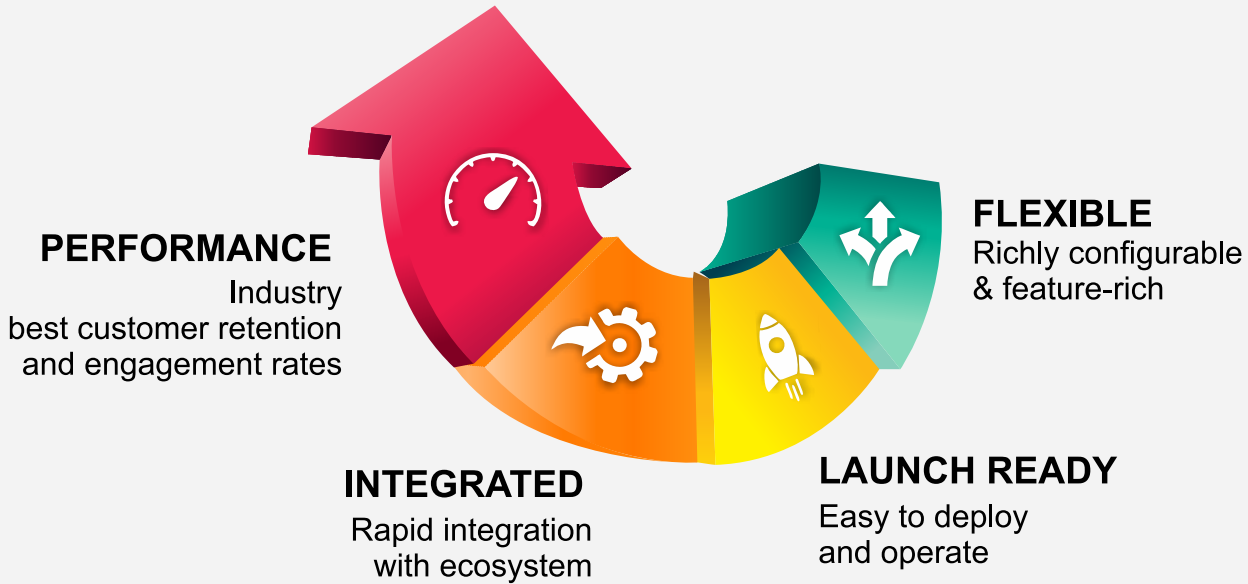 PERFORMANCE
Industry
best customer retention
and engagement rates
INTEGRATED
Rapid integration
with ecosystem
LAUNCH READY
Easy to deploy
and operate
FLEXIBLE
Richly configurable
& feature-rich